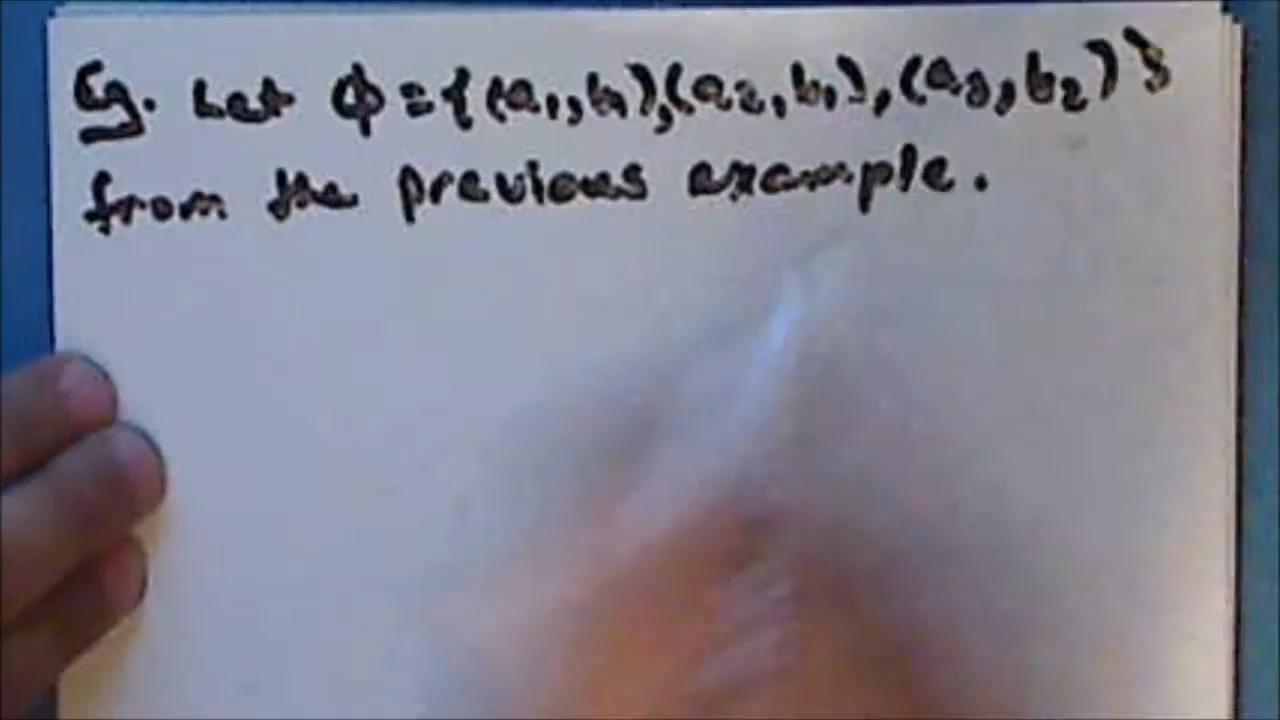 Eg. Let ϕ={(a₁,b₁),(a₂,b₁),(a₃,b₂)}
from the previous example.